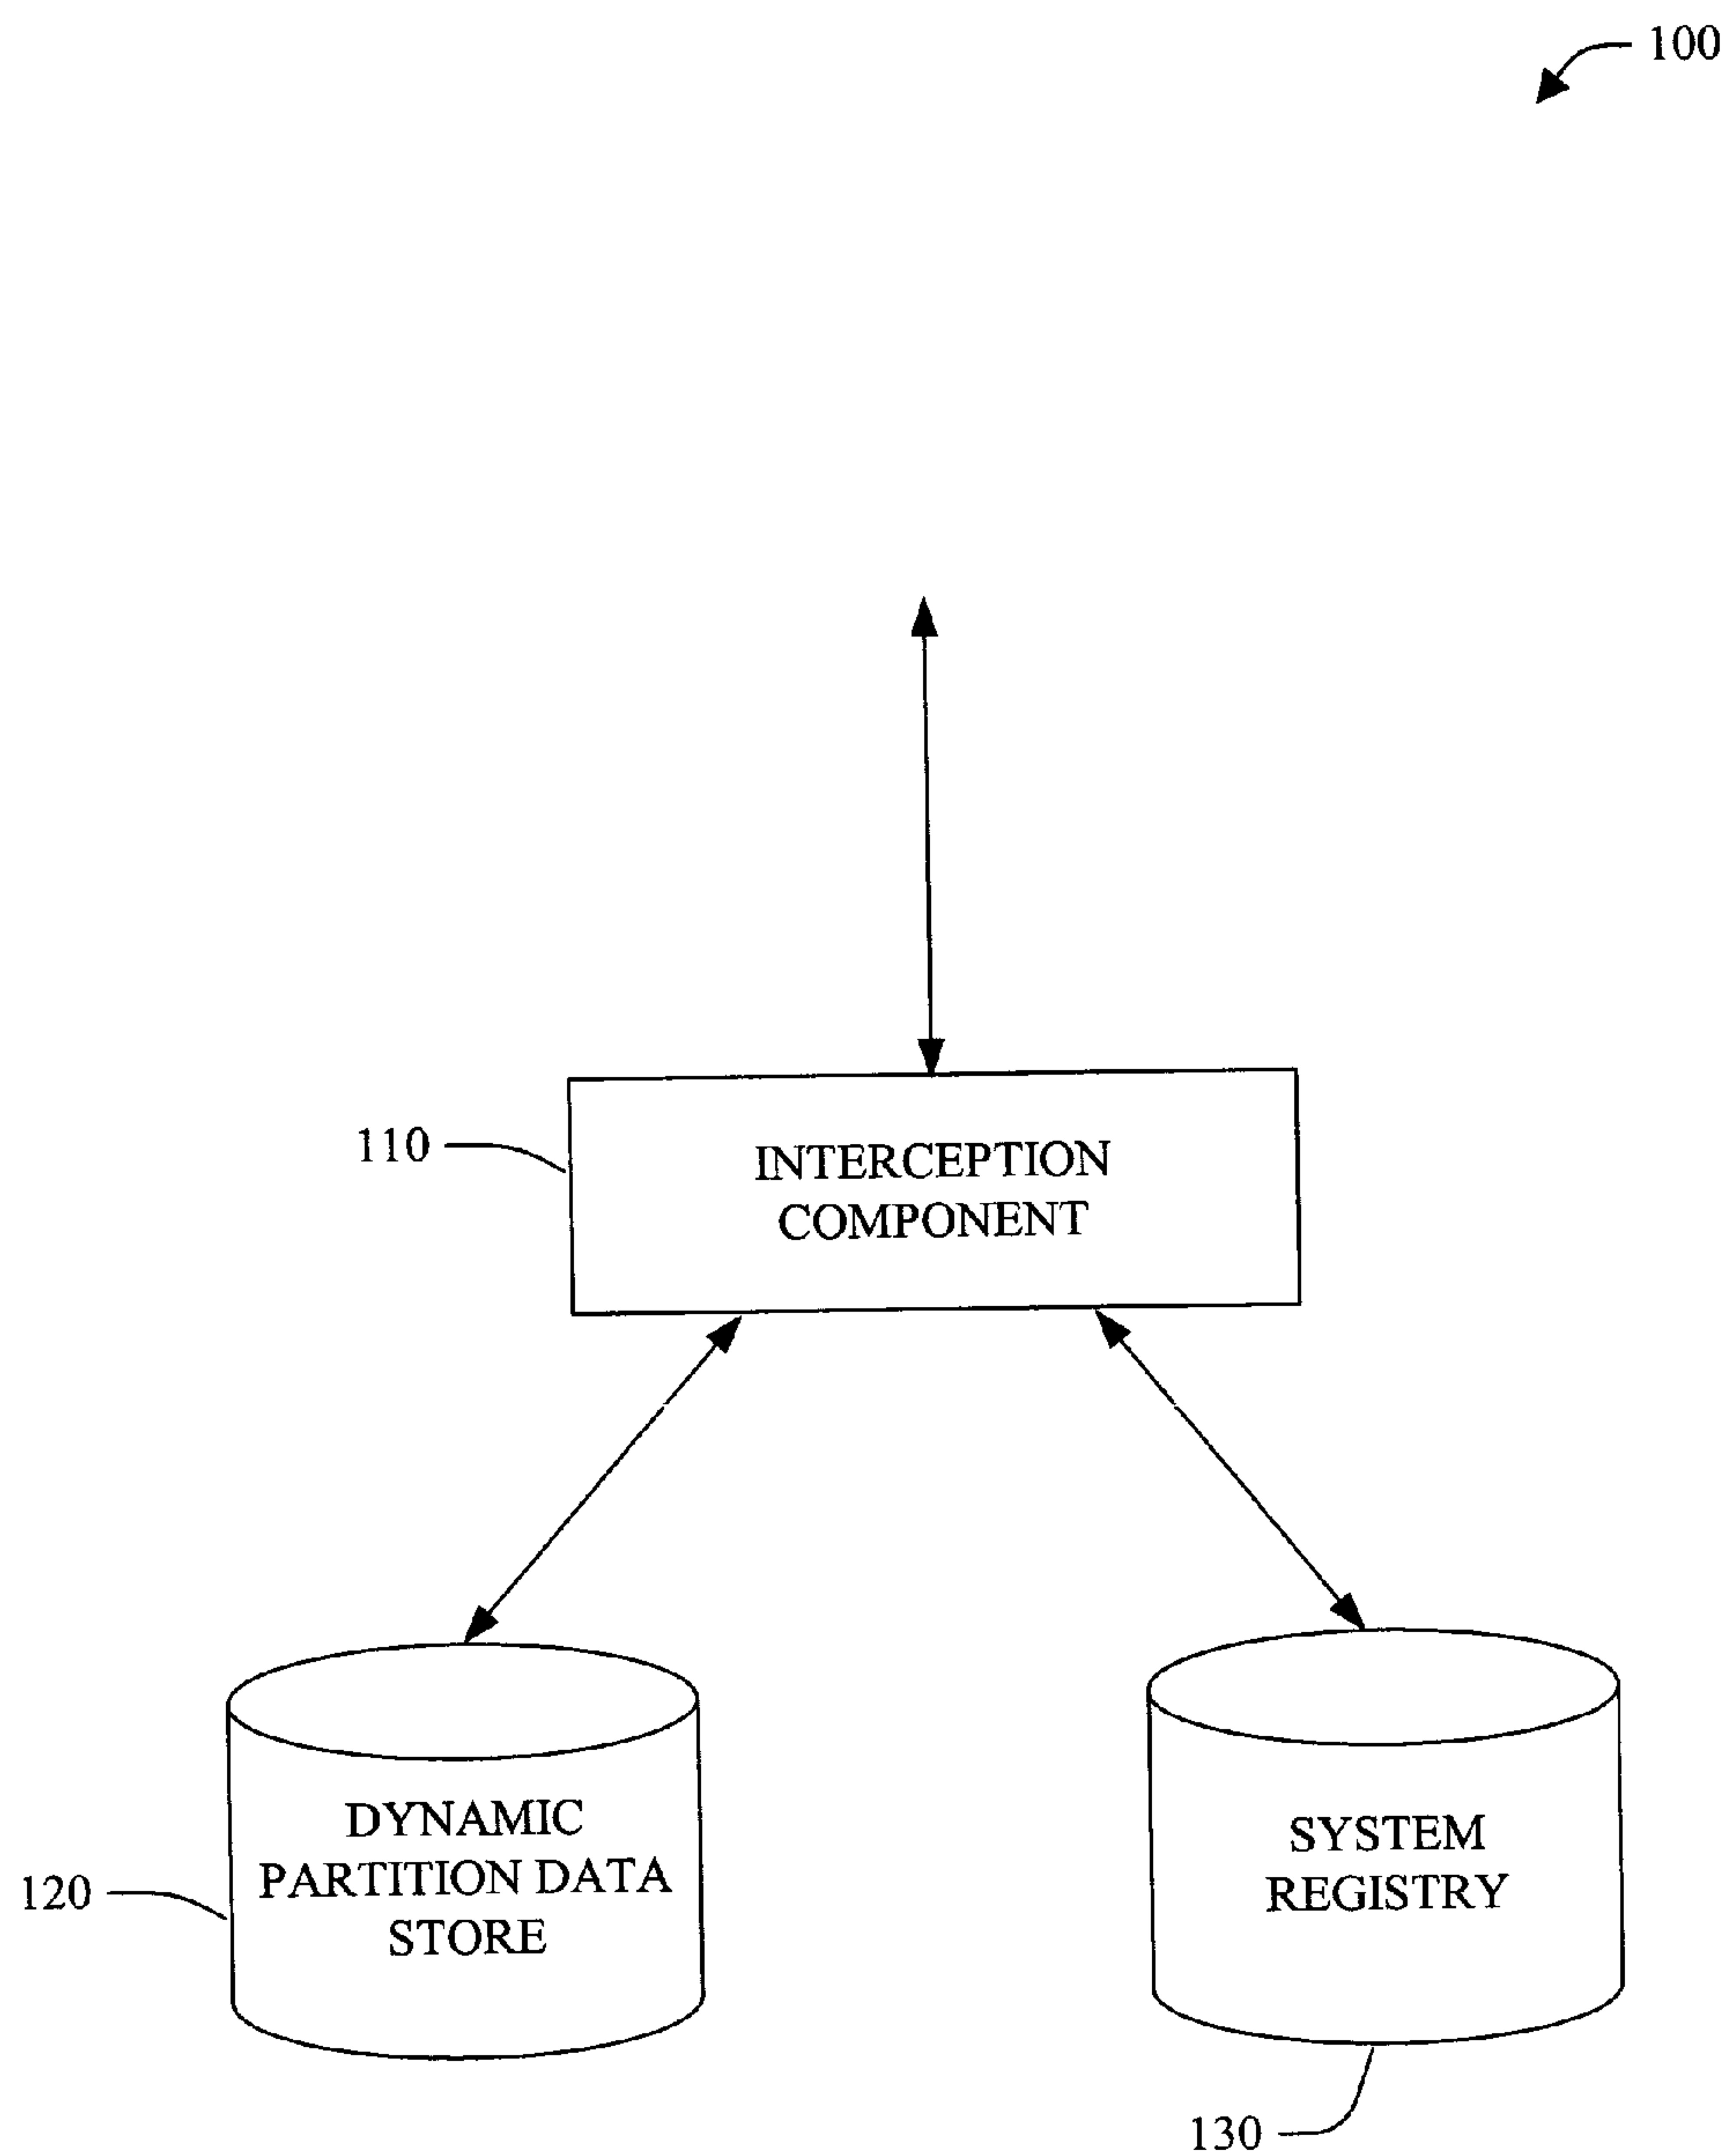 100
110
INTERCEPTION
COMPONENT
120
DYNAMIC
PARTITION DATA
STORE
SYSTEM
REGISTRY
130